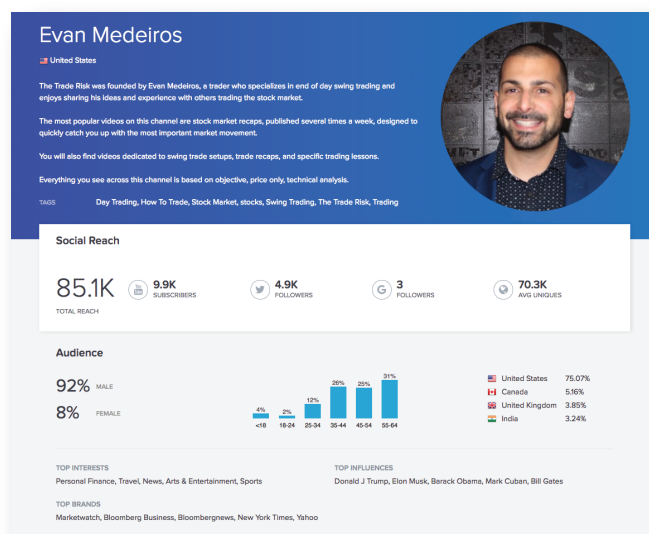 Evan Medeiros
United States
The Trade Risk was founded by Evan Medeiros, a trader who specializes in end of day swing trading and
enjoys sharing his ideas and experience with others trading the stock market.
The most popular videos on this channel are stock market recaps, published several times a week, designed to
quickly catch you up with the most important market movement.
You will also find videos dedicated to swing trade setups, trade recaps, and specific trading lessons.
Everything you see across this channel is based on objective, price only, technical analysis.
TAGS Day Trading, How To Trade, Stock Market, stocks, Swing Trading, The Trade Risk, Trading
Social Reach
85.1K
TOTAL REACH
9.9K
SUBSCRIBERS
4.9K
FOLLOWERS
G
3
FOLLOWERS
70.3K
AVG UNIQUES
Audience
92% MALE
8% FEMALE
4% 2% 12% 26% 25% 31%
<18 18-24 25-34 35-44 45-54 55-64
United States 75.07%
Canada 5.16%
United Kingdom 3.85%
India 3.24%
TOP INTERESTS
Personal Finance, Travel, News, Arts & Entertainment, Sports
TOP INFLUENCES
Donald J Trump, Elon Musk, Barack Obama, Mark Cuban, Bill Gates
TOP BRANDS
Marketwatch, Bloomberg Business, Bloombergnews, New York Times, Yahoo